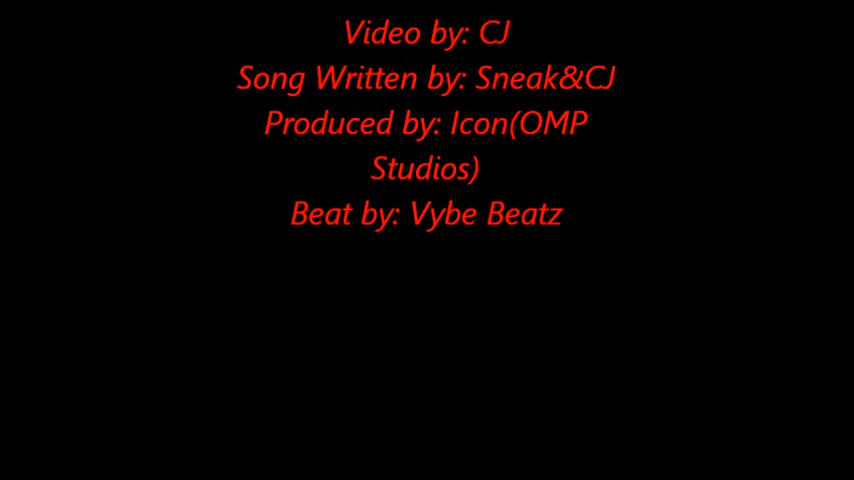 Video by: CJ
Song Written by: Sneak&CJ
Produced by: Icon(OMP
Studios)
Beat by: Vybe Beatz